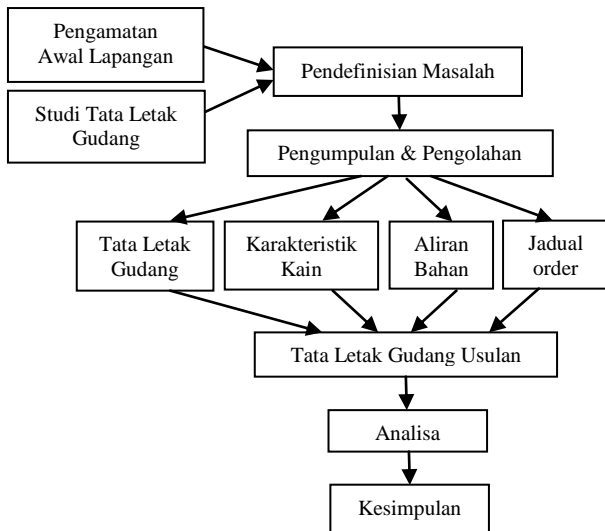 Pengamatan
Awal Lapangan
Pendefinisian Masalah
Studi Tata Letak
Gudang
Pengumpulan & Pengolahan
Tata Letak
Gudang
Karakteristik
Kain
Aliran
Bahan
Jadual
order
Tata Letak Gudang Usulan
Analisa
Kesimpulan